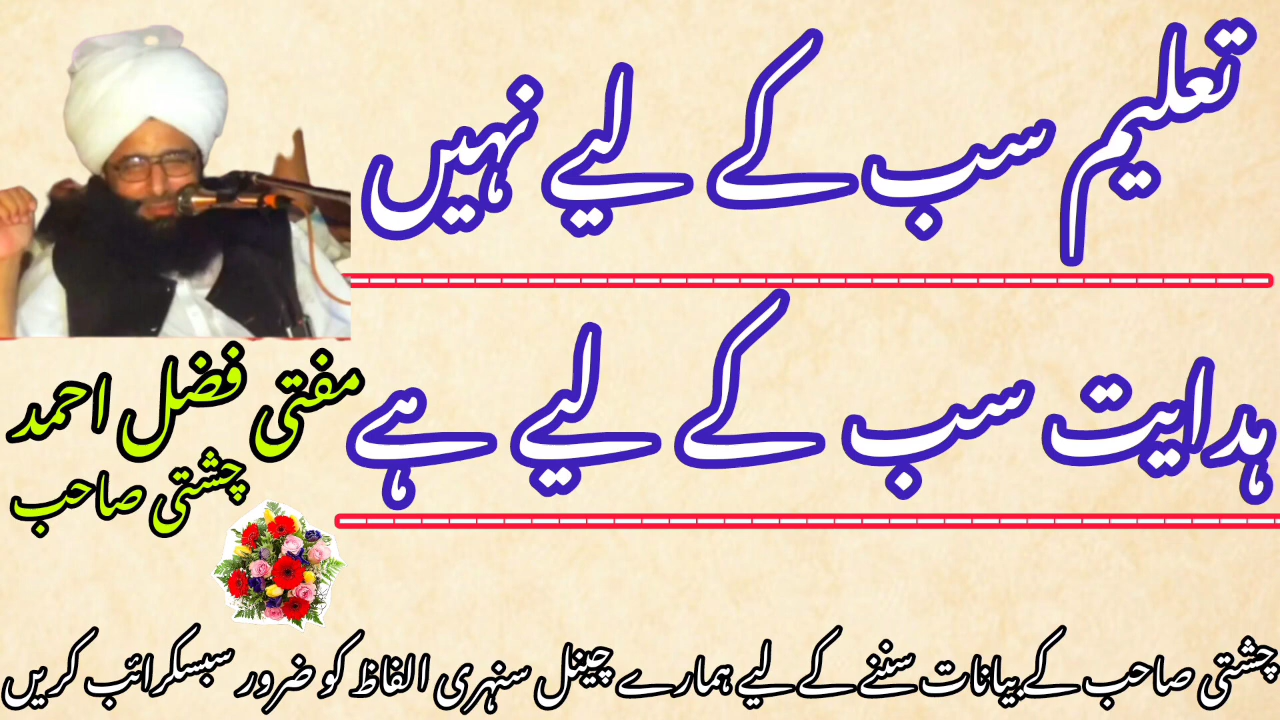 تعلیم سب کے لیے نہیں
ہدایت سب کے لیے ہے
مفتی فضل احمد
چشتی صاحب
چشتی صاحب کے بیانات سننے کے لیے ہمارے چینل سنہری الفاظ کو ضرور سبسکرائب کریں